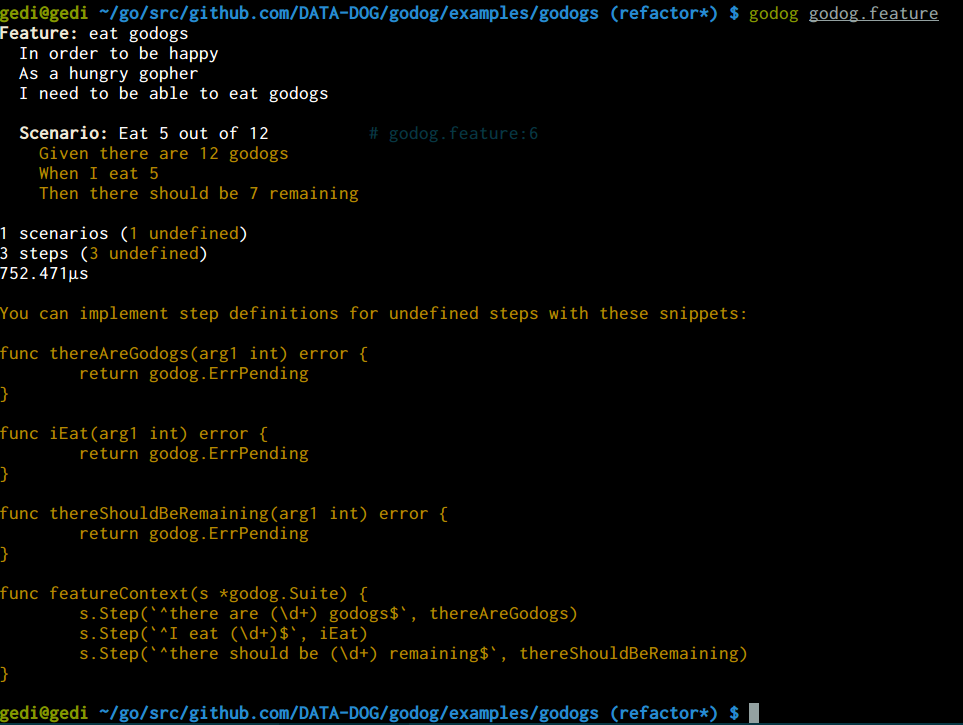 gedi@gedi ~/go/src/github.com/DATA-DOG/godog/examples/godogs (refactor*) $ godog godog.feature
Feature: eat godogs
  In order to be happy
  As a hungry gopher
  I need to be able to eat godogs

  Scenario: Eat 5 out of 12          # godog.feature:6
    Given there are 12 godogs
    When I eat 5
    Then there should be 7 remaining

1 scenarios (1 undefined)
3 steps (3 undefined)
752.471µs

You can implement step definitions for undefined steps with these snippets:

func thereAreGodogs(arg1 int) error {
        return godog.ErrPending
}

func iEat(arg1 int) error {
        return godog.ErrPending
}

func thereShouldBeRemaining(arg1 int) error {
        return godog.ErrPending
}

func featureContext(s *godog.Suite) {
        s.Step(`^there are (\d+) godogs$`, thereAreGodogs)
        s.Step(`^I eat (\d+)$`, iEat)
        s.Step(`^there should be (\d+) remaining$`, thereShouldBeRemaining)
}

gedi@gedi ~/go/src/github.com/DATA-DOG/godog/examples/godogs (refactor*) $